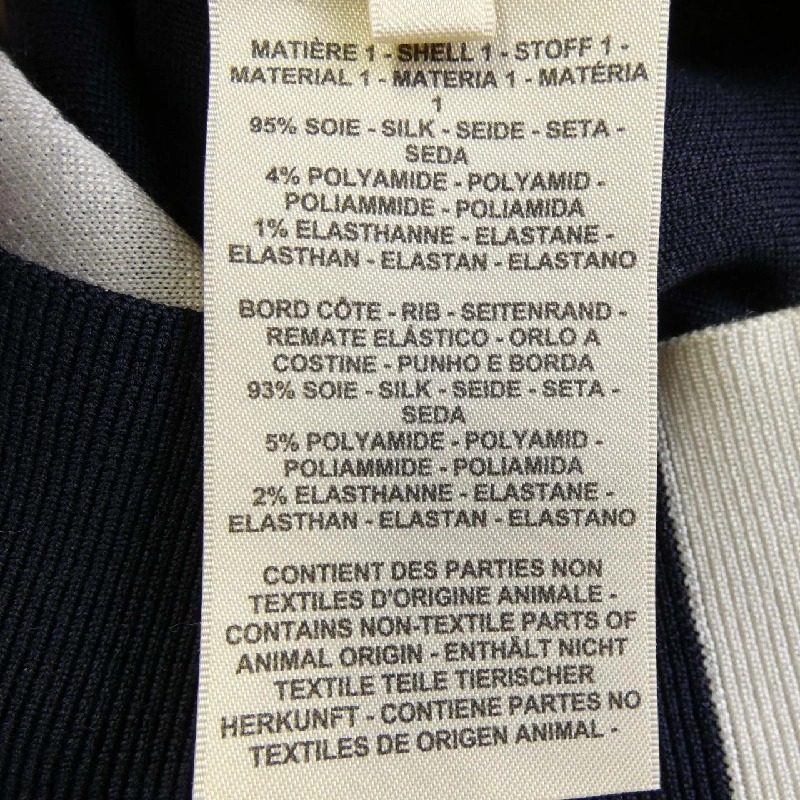 MATIÈRE 1 - SHELL 1 - STOFF 1 -
MATERIAL 1 - MATERIA 1 - MATÉRIA
1
95% SOIE - SILK - SEIDE - SETA -
SEDA
4% POLYAMIDE - POLYAMID -
POLIAMMIDE - POLIAMIDA
1% ELASTHANNE - ELASTANE -
ELASTHAN - ELASTAN - ELASTANO
BORD CÔTE - RIB - SEITENRAND -
REMATE ELÁSTICO - ORLO A
COSTINE - PUNHO E BORDA
93% SOIE - SILK - SEIDE - SETA -
SEDA
5% POLYAMIDE - POLYAMID -
POLIAMMIDE - POLIAMIDA
2% ELASTHANNE - ELASTANE -
ELASTHAN - ELASTAN - ELASTANO
CONTIENT DES PARTIES NON
TEXTILES D'ORIGINE ANIMALE -
CONTAINS NON-TEXTILE PARTS OF
ANIMAL ORIGIN - ENTHÄLT NICHT
TEXTILE TEILE TIERISCHER
HERKUNFT - CONTIENE PARTES NO
TEXTILES DE ORIGEN ANIMAL -